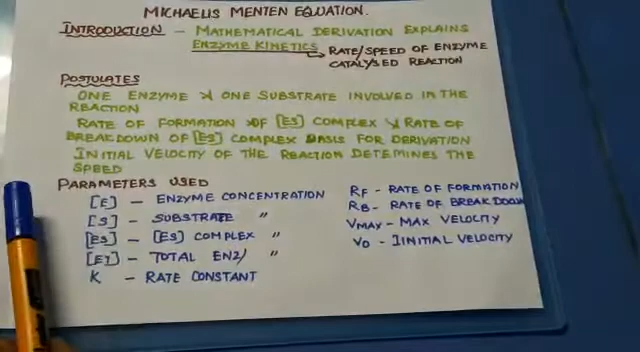 MICHAELIS MENTEN EQUATION.
INTRODUCTION - MATHEMATICAL DERIVATION EXPLAINS
ENZYME KINETICS → RATE/SPEED OF ENZYME
CATALYSED REACTION
POSTULATES
ONE ENZYME & ONE SUBSTRATE INVOLVED IN THE
REACTION
RATE OF FORMATION OF [ES] COMPLEX & RATE OF
BREAKDOWN OF [ES] COMPLEX BASIS FOR DERIVATION
INITIAL VELOCITY OF THE REACTION DETEMINES THE
SPEED
PARAMETERS USED
[E] - ENZYME CONCENTRATION
[S] - SUBSTRATE "
[ES] - [ES] COMPLEX "
[ET] - TOTAL ENZ/ "
K - RATE CONSTANT
RF - RATE OF FORMATION
RB - RATE OF BREAKDOWN
VMAX - MAX VELOCITY
VO - IINITIAL VELOCITY